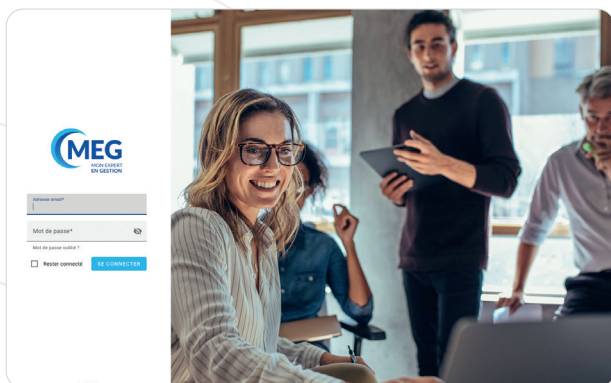 MEG
MON EXPERT
EN GESTION
Adresse email*
Mot de passe*
Mot de passe oublié ?
Rester connecté
SE CONNECTER